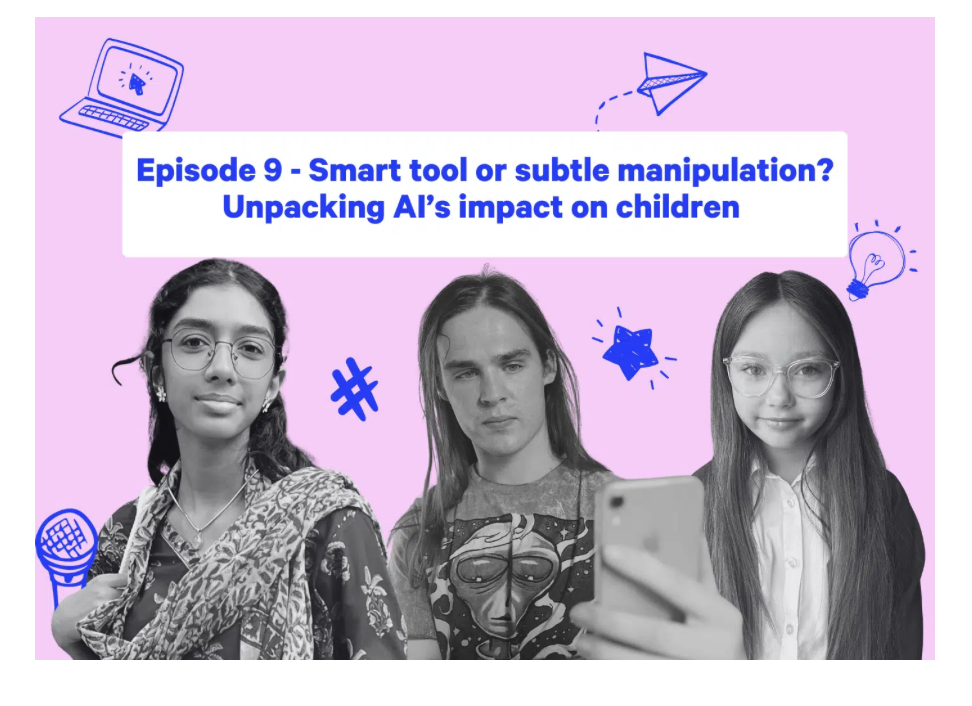 Episode 9 - Smart tool or subtle manipulation?
Unpacking AI’s impact on children